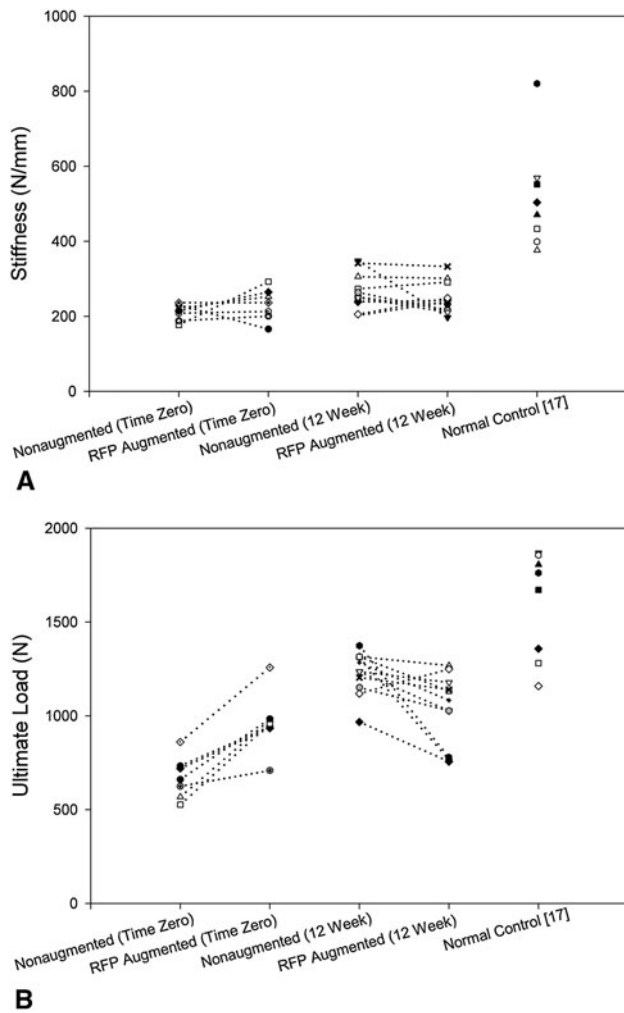 1000
800
600
400
200
0
Stiffness (N/mm)
Nonaugmented (Time Zero)
RFP Augmented (Time Zero)
Nonaugmented (12 Week)
RFP Augmented (12 Week)
Normal Control [17]
A
2000
1500
1000
500
0
Ultimate Load (N)
Nonaugmented (Time Zero)
RFP Augmented (Time Zero)
Nonaugmented (12 Week)
RFP Augmented (12 Week)
Normal Control [17]
B